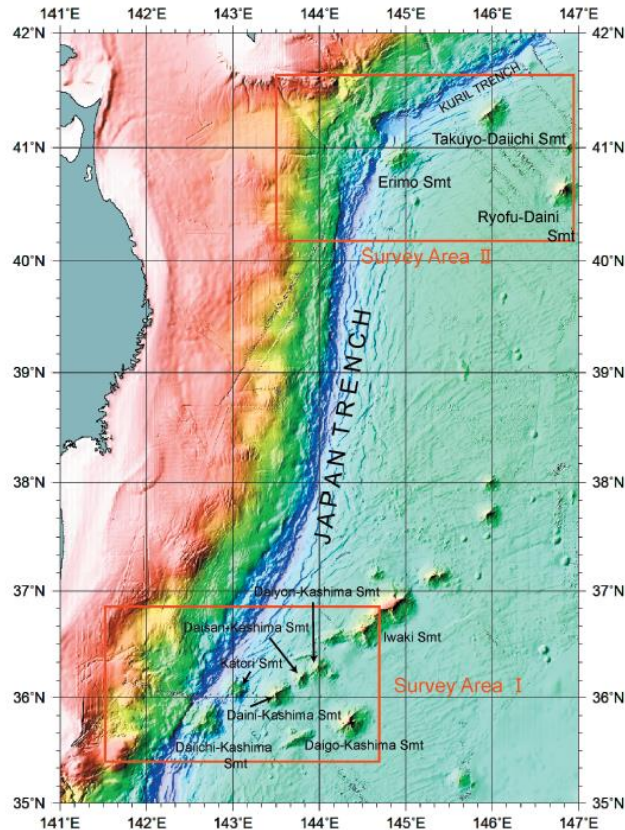 141°E 142°E 143°E 144°E 145°E 146°E 147°E
42°N 42°N
KURIL TRENCH
41°N 41°N
Takuyo-Daiichi Smt
Erimo Smt
Ryofu-Daini
Smt
40°N 40°N
Survey Area Ⅱ
39°N 39°N
JAPAN TRENCH
38°N 38°N
37°N 37°N
Daiyon-Kashima Smt
Daisan-Kashima Smt
Iwaki Smt
Katori Smt
36°N 36°N
Survey Area Ⅰ
Daini-Kashima Smt
Daiichi-Kashima
Smt
Daigo-Kashima Smt
35°N 35°N
141°E 142°E 143°E 144°E 145°E 146°E 147°E